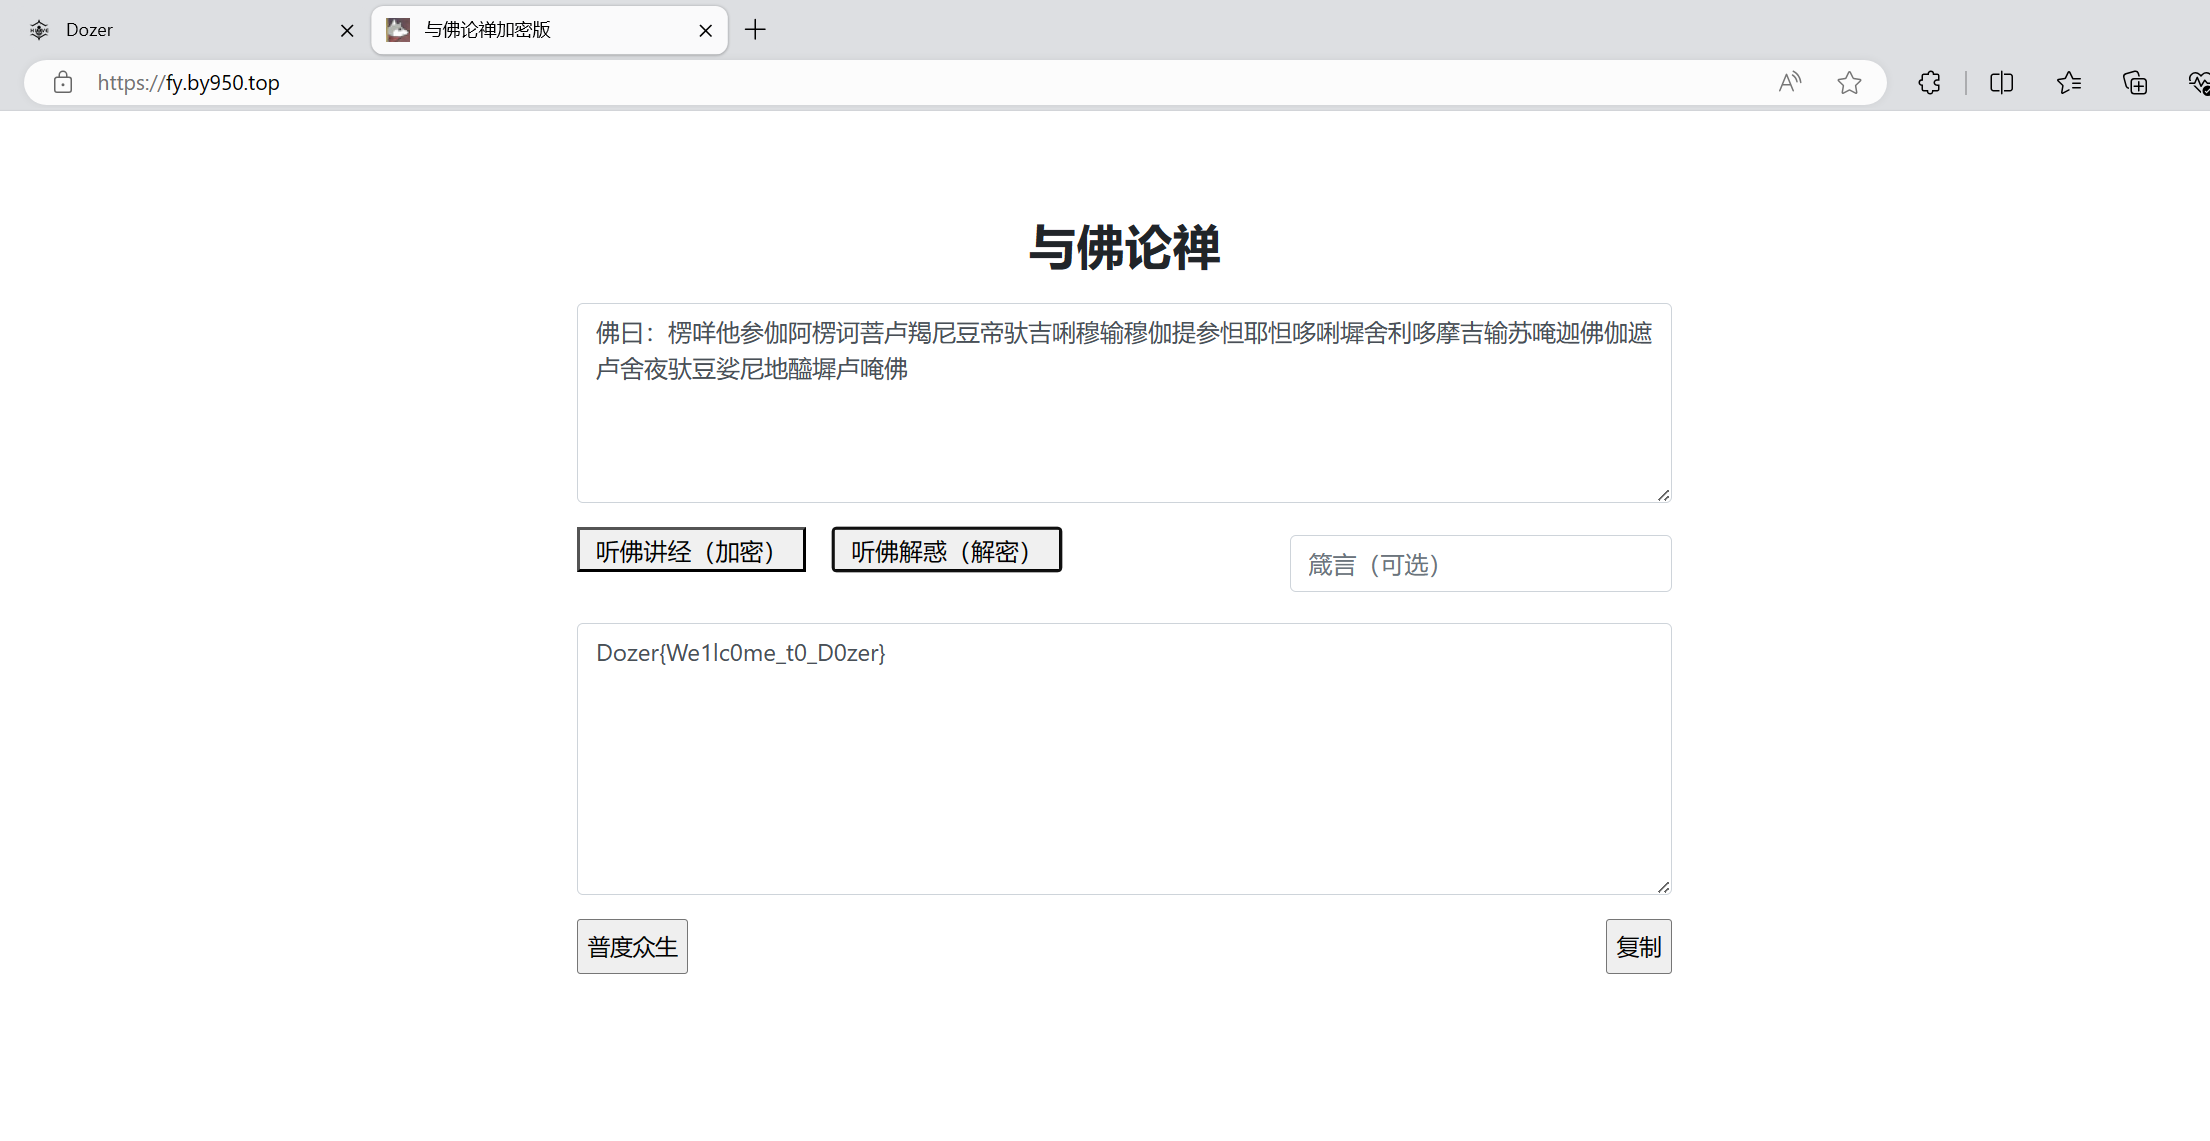 Dozer
与佛论禅加密版
https://fy.by950.top
与佛论禅
佛曰：楞咩他参伽阿楞诃菩卢羯尼豆帝驮吉唎穆输穆伽提参怛耶怛哆唎墀舍利哆摩吉输苏唵迦佛伽遮
卢舍夜驮豆娑尼地醯墀卢唵佛
听佛讲经（加密）
听佛解惑（解密）
箴言（可选）
Dozer{We1lc0me_t0_D0zer}
普度众生
复制